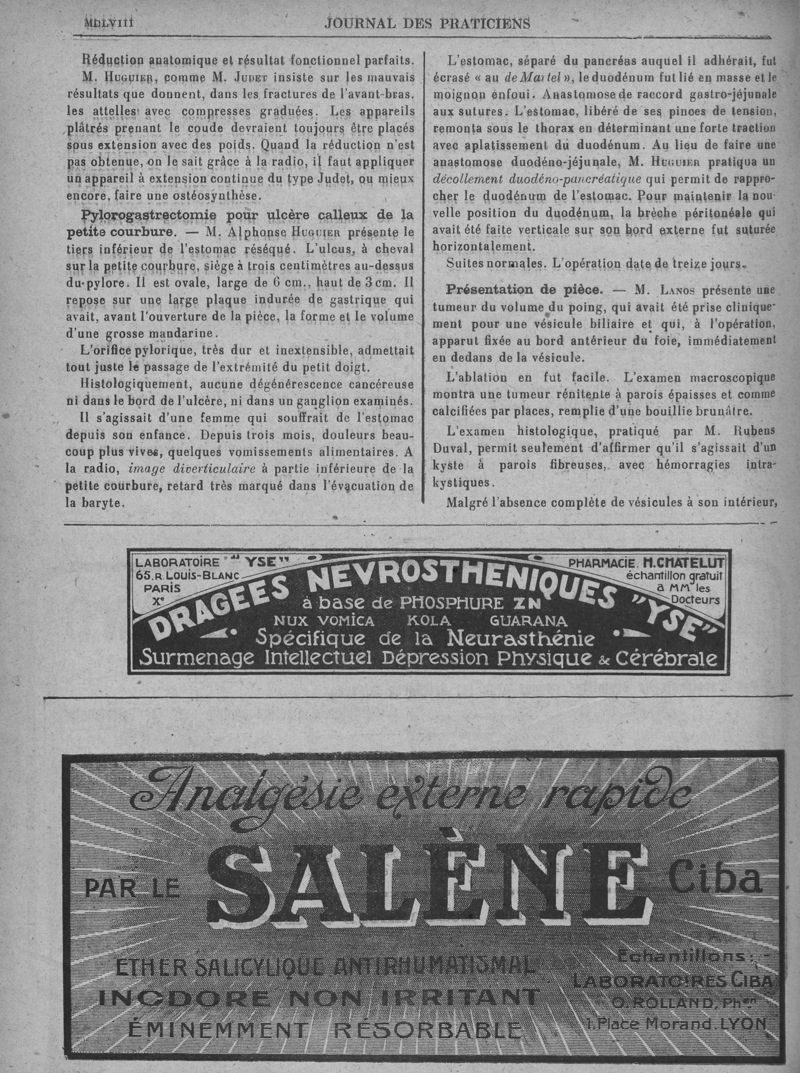 MDLVIII
JOURNAL DES PRATICIENS
Réduction anatomique et résultat fonctionnel parfaits.
M. HUGUIER, comme M. JUDET insiste sur les mauvais
résultats que donnent, dans les fractures de l'avant-bras,
les attelles avec compresses graduées. Les appareils
plâtrés prenant le coude devraient toujours être placés
sous extension avec des poids. Quand la réduction n'est
pas obtenue, on le sait grâce à la radio, il faut appliquer
un appareil à extension continue du type Judet, ou mieux
encore, faire une ostéosynthèse.
Pylorogastrectomie pour ulcère calleux de la
petite courbure. — M. Alphonse HUGUIER présente le
tiers inférieur de l'estomac réséqué. L'ulcus, à cheval
sur la petite courbure, siège à trois centimètres au-dessus
du pylore. Il est ovale, large de 6 cm., haut de 3 cm. Il
repose sur une large plaque indurée de gastrique qui
avait, avant l'ouverture de la pièce, la forme et le volume
d'une grosse mandarine.
L'orifice pylorique, très dur et inextensible, admettait
tout juste le passage de l'extrémité du petit doigt.
Histologiquement, aucune dégénérescence cancéreuse
ni dans le bord de l'ulcère, ni dans un ganglion examinés.
Il s'agissait d'une femme qui souffrait de l'estomac
depuis son enfance. Depuis trois mois, douleurs beau-
coup plus vives, quelques vomissements alimentaires. A
la radio, image diverticulaire à partie inférieure de la
petite courbure, retard très marqué dans l'évacuation de
la baryte.
L'estomac, séparé du pancréas auquel il adhérait, fut
écrasé « au de Martel », le duodénum fut lié en masse et le
moignon enfoui. Anastomose de raccord gastro-jéjunale
aux sutures. L'estomac, libéré de ses pinces de tension,
remonta sous le thorax en déterminant une forte traction
avec aplatissement du duodénum. Au lieu de faire une
anastomose duodéno-jéjunale, M. HUGUIER pratiqua un
décollement duodéno-pancréatique qui permit de rappro-
cher le duodénum de l'estomac. Pour maintenir la nou-
velle position du duodénum, la brèche péritonéale qui
avait été faite verticale sur son bord externe fut suturée
horizontalement.
Suites normales. L'opération date de treize jours.
Présentation de pièce. — M. LANOS présente une
tumeur du volume du poing, qui avait été prise clinique-
ment pour une vésicule biliaire et qui, à l'opération,
apparut fixée au bord antérieur du foie, immédiatement
en dedans de la vésicule.
L'ablation en fut facile. L'examen macroscopique
montra une tumeur rénitente à parois épaisses et comme
calcifiées par places, remplie d'une bouillie brunâtre.
L'examen histologique, pratiqué par M. Rubens
Duval, permit seulement d'affirmer qu'il s'agissait d'un
kyste à parois fibreuses, avec hémorragies intra-
kystiques.
Malgré l'absence complète de vésicules à son intérieur,
LABORATOIRE "YSE"
65. R. LOUIS-BLANC
PARIS
Xe
PHARMACIE. M. CHATELUT
échantillon gratuit
à MM les
Docteurs
DRAGÉES NEVROSTHENIQUES "YSE"
à base de PHOSPHURE ZN
NUX VOMICA KOLA GUARANA
Spécifique de la Neurasthénie
Surmenage Intellectuel Dépression Physique & Cérébrale
Analgésie externe rapide
PAR LE SALÈNE Ciba
ETHER SALICYLIQUE ANTIRHUMATISMAL
INODORE NON IRRITANT
ÉMINEMMENT RÉSORBABLE
Echantillons:-
LABORATOIRES CIBA
O. ROLLAND, Phen
1. Place Morand. LYON